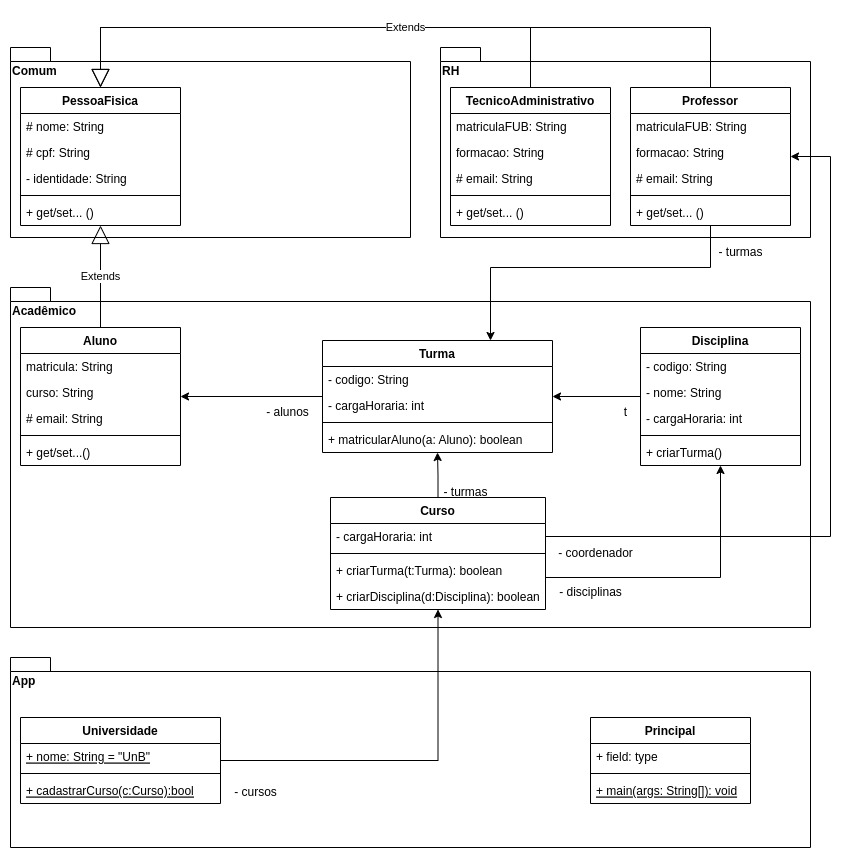 Extends
Comum
PessoaFisica
# nome: String
# cpf: String
- identidade: String
+ get/set... ()
RH
TecnicoAdministrativo
matriculaFUB: String
formacao: String
# email: String
+ get/set... ()
Professor
matriculaFUB: String
formacao: String
# email: String
+ get/set... ()
- turmas
Extends
Acadêmico
Aluno
matricula: String
curso: String
# email: String
+ get/set...()
- alunos
Turma
- codigo: String
- cargaHoraria: int
+ matricularAluno(a: Aluno): boolean
t
Disciplina
- codigo: String
- nome: String
- cargaHoraria: int
+ criarTurma()
- turmas
Curso
- cargaHoraria: int
+ criarTurma(t:Turma): boolean
+ criarDisciplina(d:Disciplina): boolean
- coordenador
- disciplinas
App
Universidade
+ nome: String = "UnB"
+ cadastrarCurso(c:Curso):bool
- cursos
Principal
+ field: type
+ main(args: String[]): void